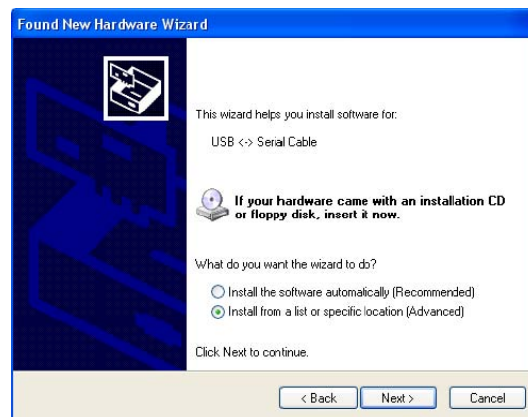 Found New Hardware Wizard
This wizard helps you install software for:
USB <-> Serial Cable
If your hardware came with an installation CD
or floppy disk, insert it now.
What do you want the wizard to do?
Install the software automatically (Recommended)
Install from a list or specific location (Advanced)
Click Next to continue.
< Back
Next >
Cancel